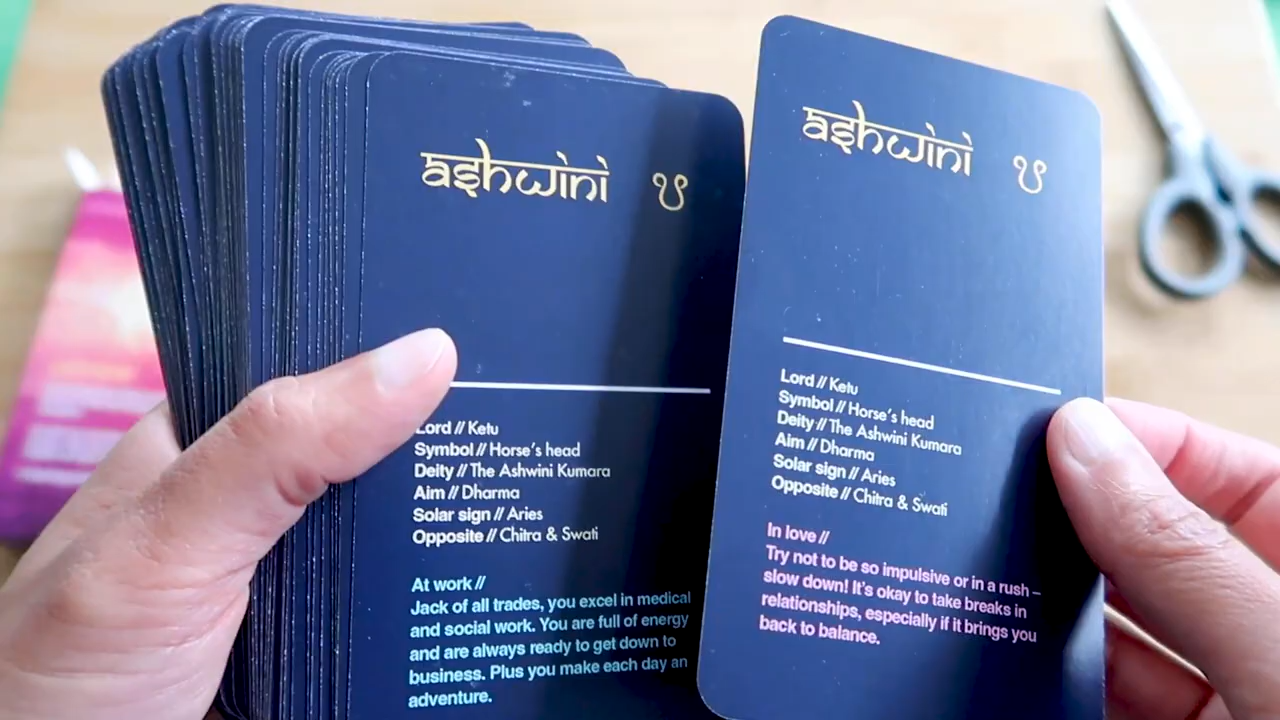 ashwini
Lord // Ketu
Symbol // Horse's head
Deity // The Ashwini Kumara
Aim // Dharma
Solar sign // Aries
Opposite // Chitra & Swati
At work //
Jack of all trades, you excel in medical
and social work. You are full of energy
and are always ready to get down to
business. Plus you make each day an
adventure.
ashwini
Lord // Ketu
Symbol // Horse's head
Deity // The Ashwini Kumara
Aim // Dharma
Solar sign // Aries
Opposite // Chitra & Swati
In love //
Try not to be so impulsive or in a rush –
slow down! It's okay to take breaks in
relationships, especially if it brings you
back to balance.